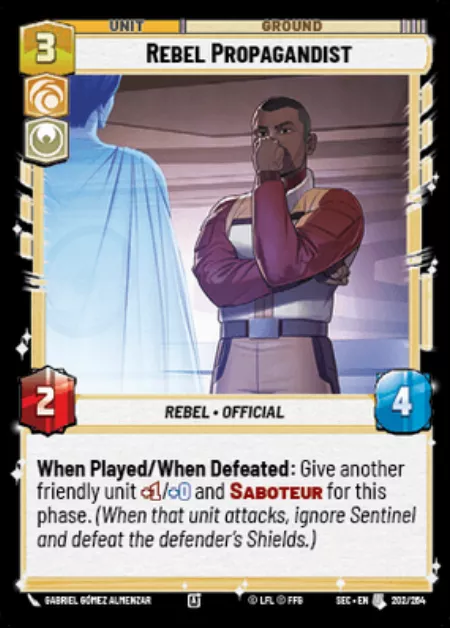 UNIT
GROUND
3
REBEL PROPAGANDIST
2
REBEL • OFFICIAL
4
When Played/When Defeated: Give another
friendly unit +1/+0 and SABOTEUR for this
phase. (When that unit attacks, ignore Sentinel
and defeat the defender's Shields.)
GABRIEL GÓMEZ ALMENZAR A © LFL © FFG SEC • EN 202/264